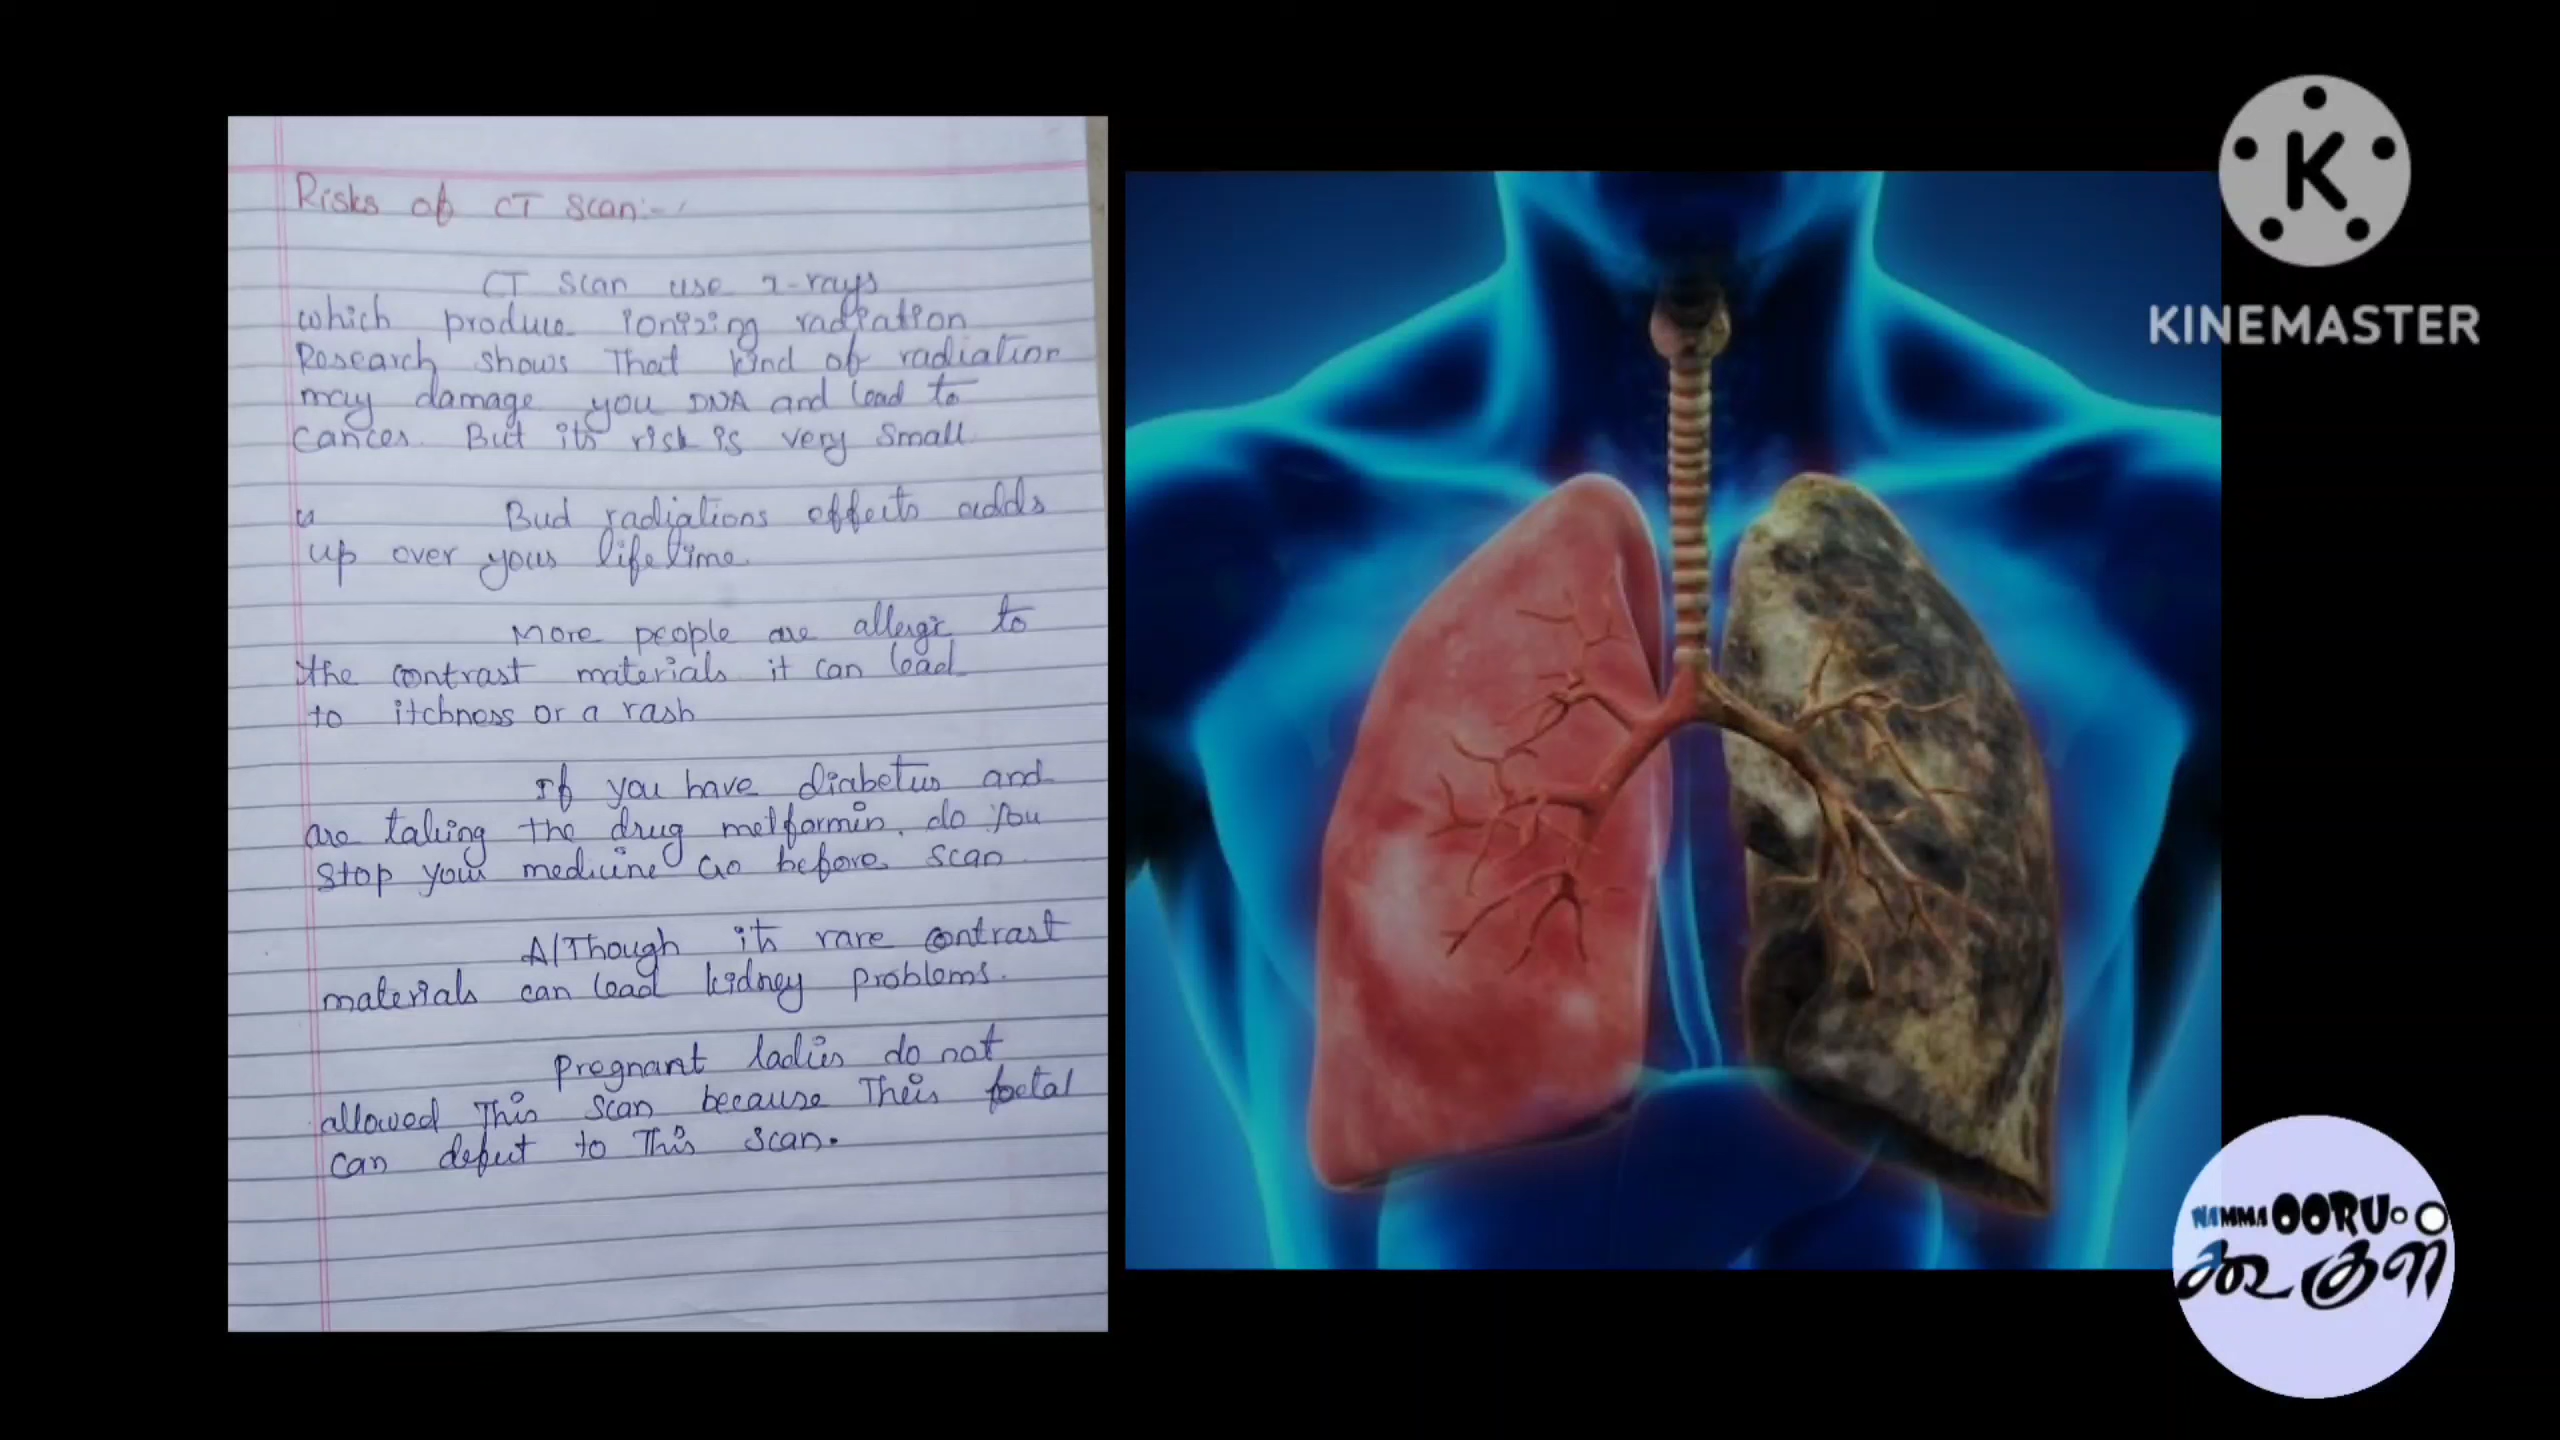 Risks of CT Scan:-
CT Scan use x-rays
which produce ionizing radiation
Research shows That kind of radiation
may damage you DNA and lead to
Cancer. But its risk is very small
Bud radiations effects adds
up over your lifetime.
More people are allergic to
the contrast materials it can lead
to itchness or a rash
If you have diabetus and
are taking the drug metformin. do You
stop your medicine Go before scan
Although its rare contrast
materials can lead kidney problems.
Pregnant ladies do not
allowed This scan because Their foetal
can defect to This scan.
K
KINEMASTER
NAMMA OORU
கூகுள்